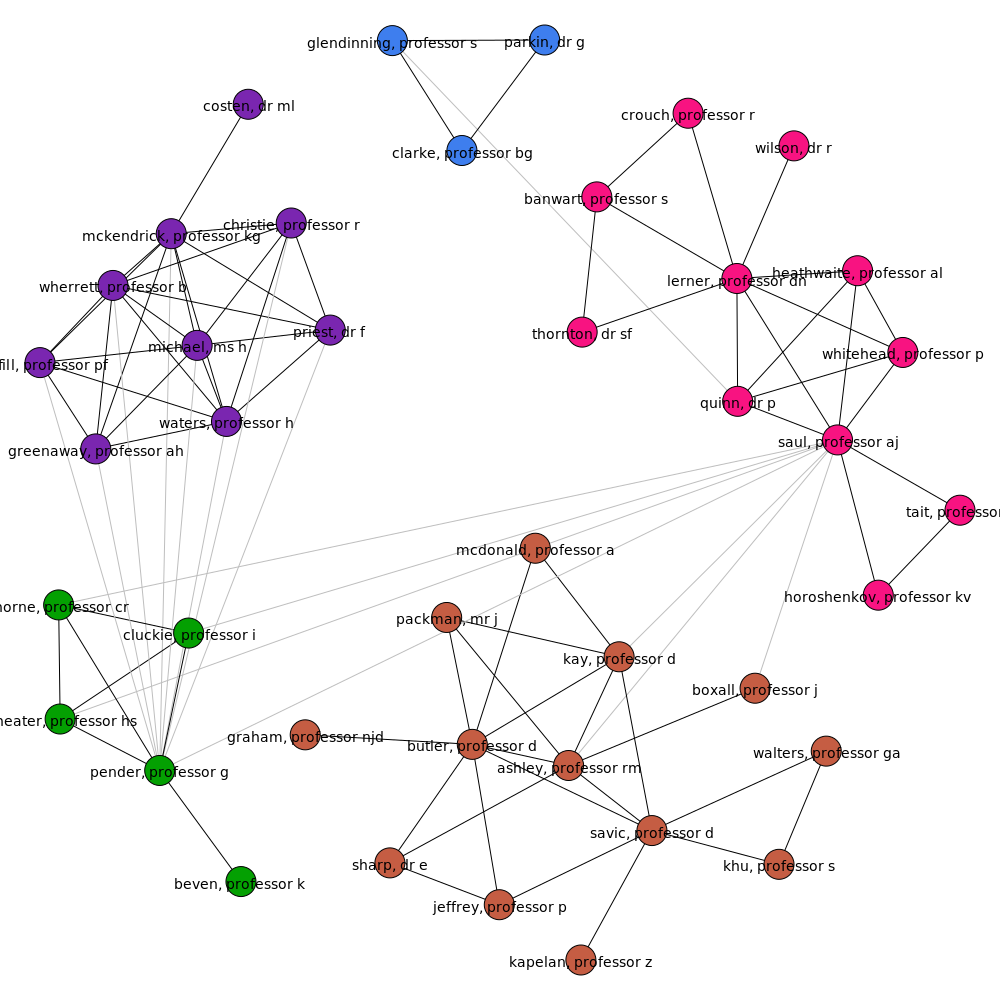 glendinning, professor s
parkin, dr g
costen, dr ml
crouch, professor r
wilson, dr r
clarke, professor bg
banwart, professor s
christie, professor r
mckendrick, professor kg
heathwaite, professor al
lerner, professor dn
wherrett, professor b
priest, dr f
thornton, dr sf
michael, ms h
whitehead, professor p
fill, professor pf
quinn, dr p
waters, professor h
saul, professor aj
greenaway, professor ah
tait, professor
mcdonald, professor a
horoshenkov, professor kv
horne, professor cr
packman, mr j
cluckie, professor i
kay, professor d
boxall, professor j
heater, professor hs
graham, professor njd
butler, professor d
walters, professor ga
ashley, professor rm
pender, professor g
savic, professor d
sharp, dr e
khu, professor s
beven, professor k
jeffrey, professor p
kapelan, professor z